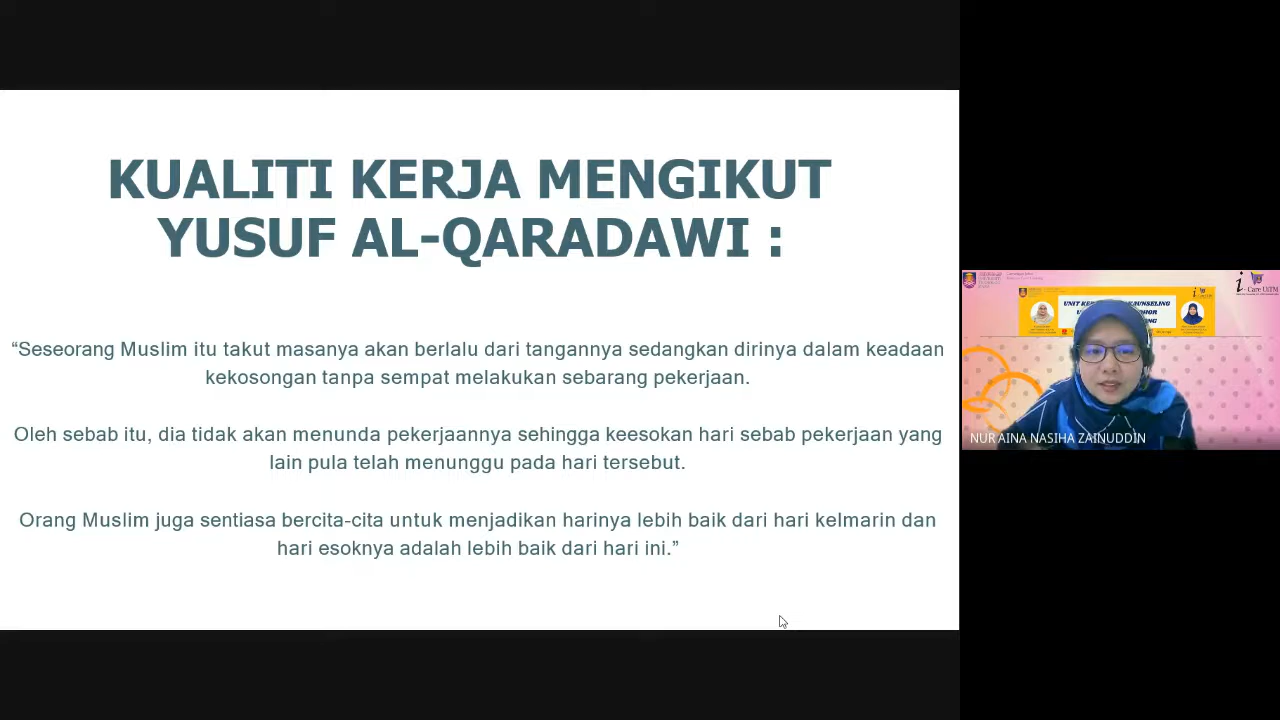 KUALITI KERJA MENGIKUT
YUSUF AL-QARADAWI :
“Seseorang Muslim itu takut masanya akan berlalu dari tangannya sedangkan dirinya dalam keadaan
kekosongan tanpa sempat melakukan sebarang pekerjaan.
Oleh sebab itu, dia tidak akan menunda pekerjaannya sehingga keesokan hari sebab pekerjaan yang
lain pula telah menunggu pada hari tersebut.
Orang Muslim juga sentiasa bercita-cita untuk menjadikan harinya lebih baik dari hari kelmarin dan
hari esoknya adalah lebih baik dari hari ini.”
i-Care UiTM
UNIT
NUR AINA NASIHA ZAINUDDIN